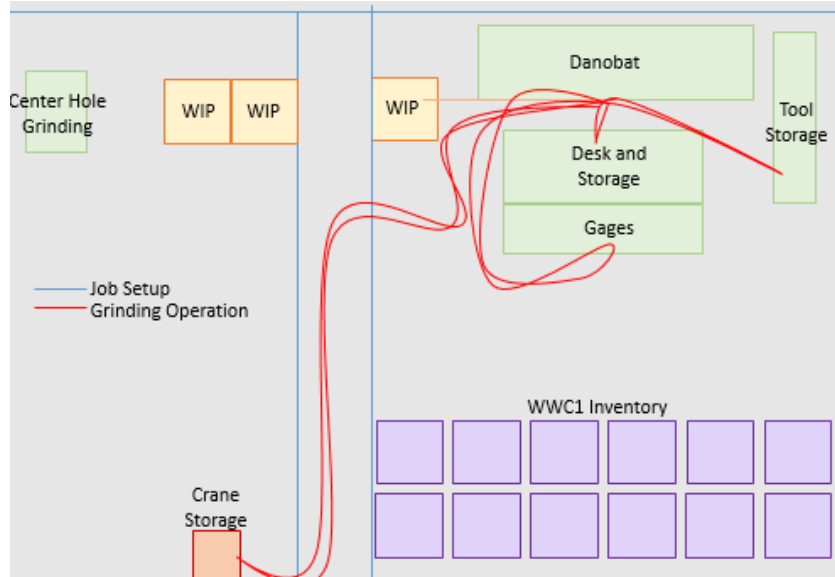 Danobat
Center Hole
Grinding
WIP
WIP
WIP
Tool
Storage
Desk and
Storage
Gages
Job Setup
Grinding Operation
WWC1 Inventory
Crane
Storage